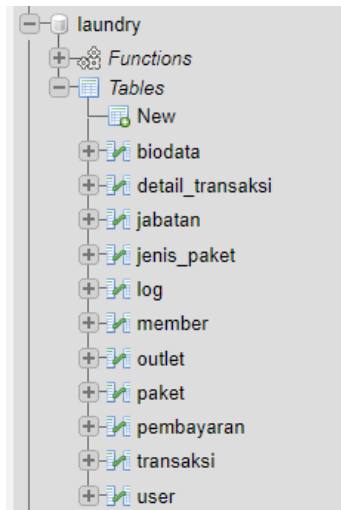 laundry
Functions
Tables
New
biodata
detail_transaksi
jabatan
jenis_paket
log
member
outlet
paket
pembayaran
transaksi
user